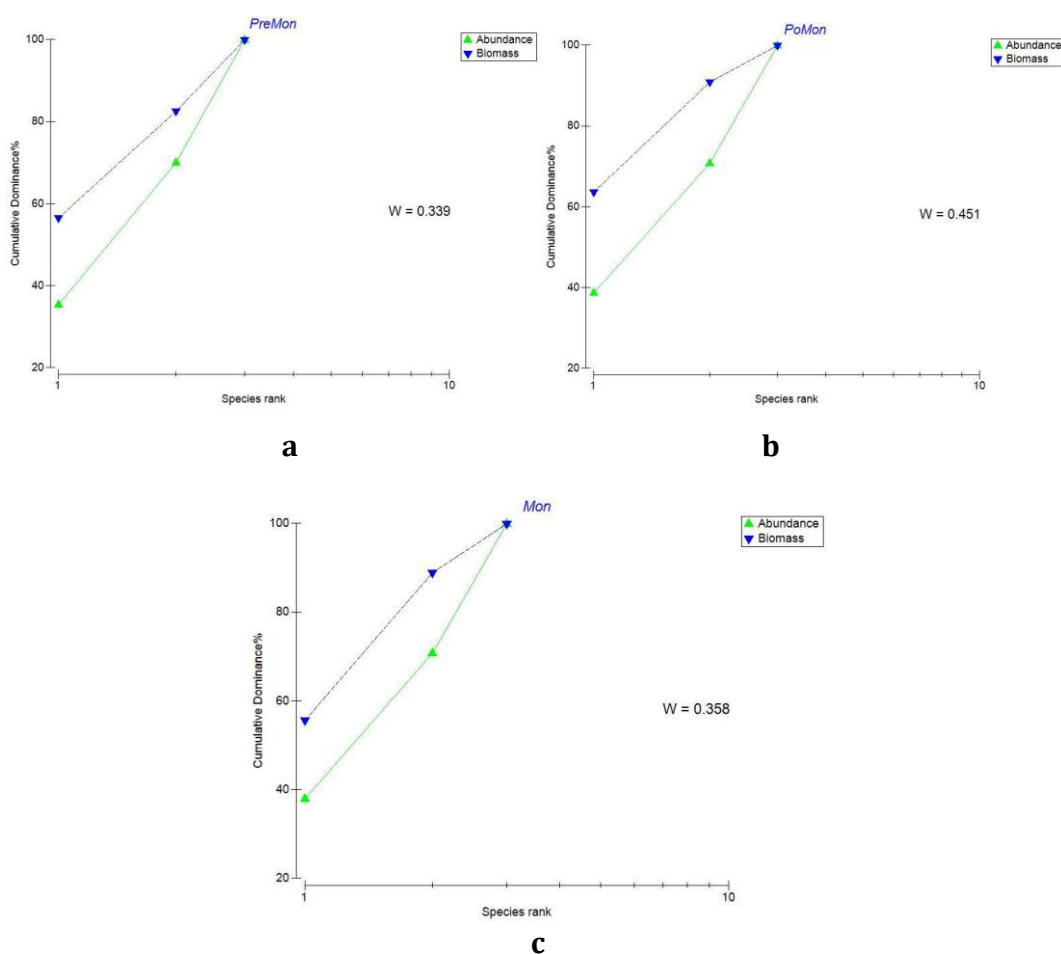 PreMon
Abundance
Biomass
100
80
60
40
20
Cumulative Dominance%
W = 0.339
1
10
Species rank
a
PoMon
Abundance
Biomass
100
80
60
40
20
Cumulative Dominance%
W = 0.451
1
10
Species rank
b
Mon
Abundance
Biomass
100
80
60
40
20
Cumulative Dominance%
W = 0.358
1
10
Species rank
c